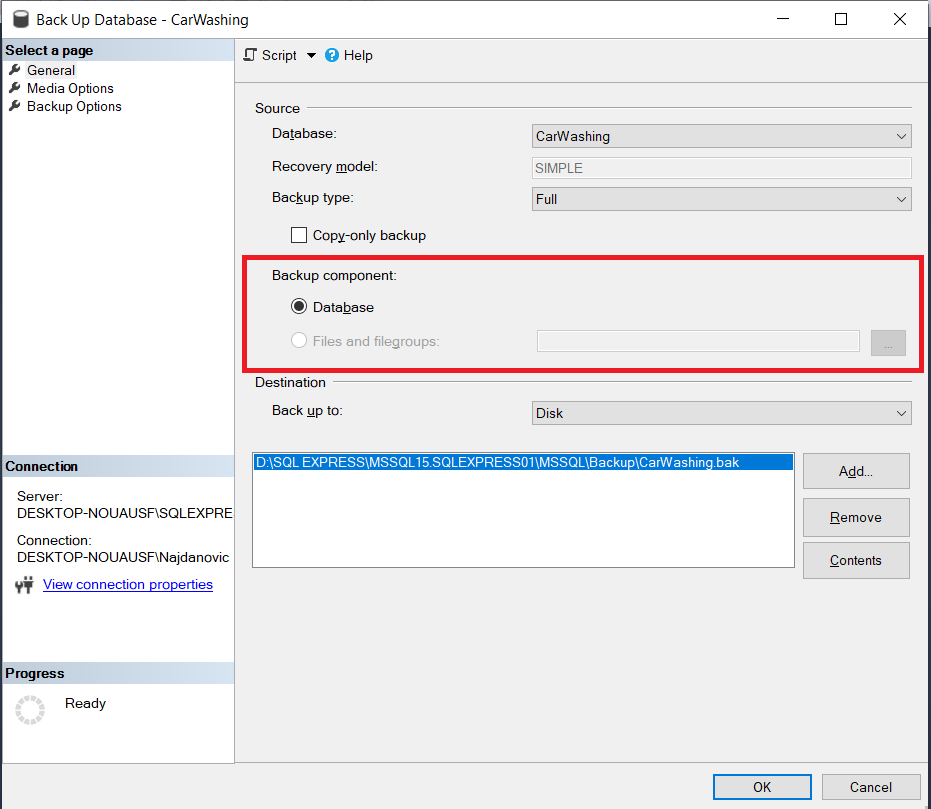 Back Up Database - CarWashing
Select a page
General
Media Options
Backup Options
Script Help
Source
Database: CarWashing
Recovery model: SIMPLE
Backup type: Full
Copy-only backup
Backup component:
Database
Files and filegroups: ...
Destination
Back up to: Disk
D:\SQL EXPRESS\MSSQL15.SQLEXPRESS01\MSSQL\Backup\CarWashing.bak
Add...
Remove
Contents
Connection
Server:
DESKTOP-NOUAUSF\SQLEXPRE
Connection:
DESKTOP-NOUAUSF\Najdanovic
View connection properties
Progress
Ready
OK Cancel